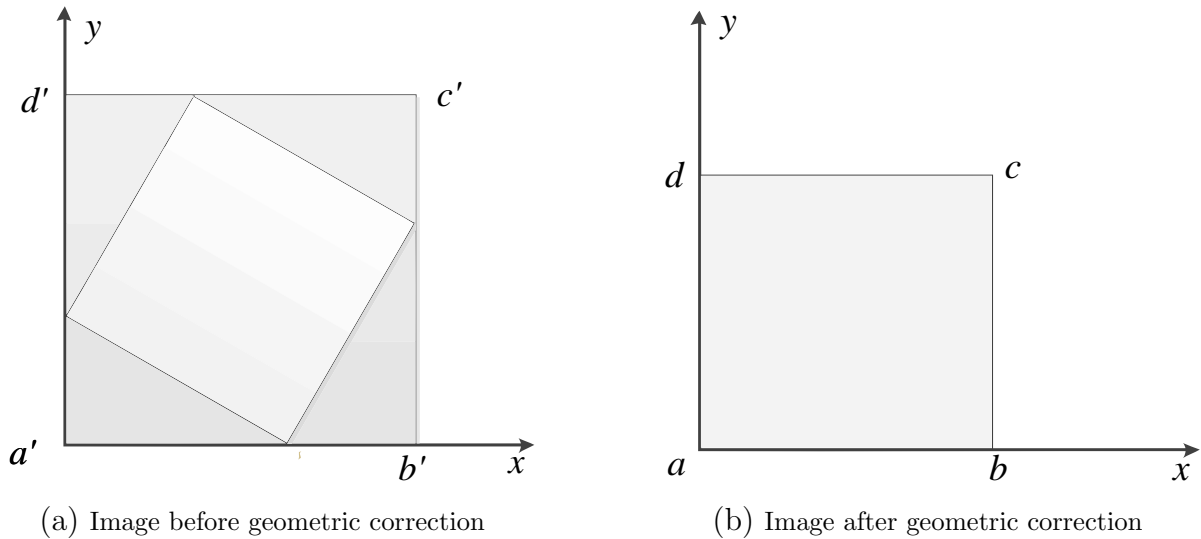 y
d′
c′
a′
b′
x
(a) Image before geometric correction
y
d
c
a
b
x
(b) Image after geometric correction